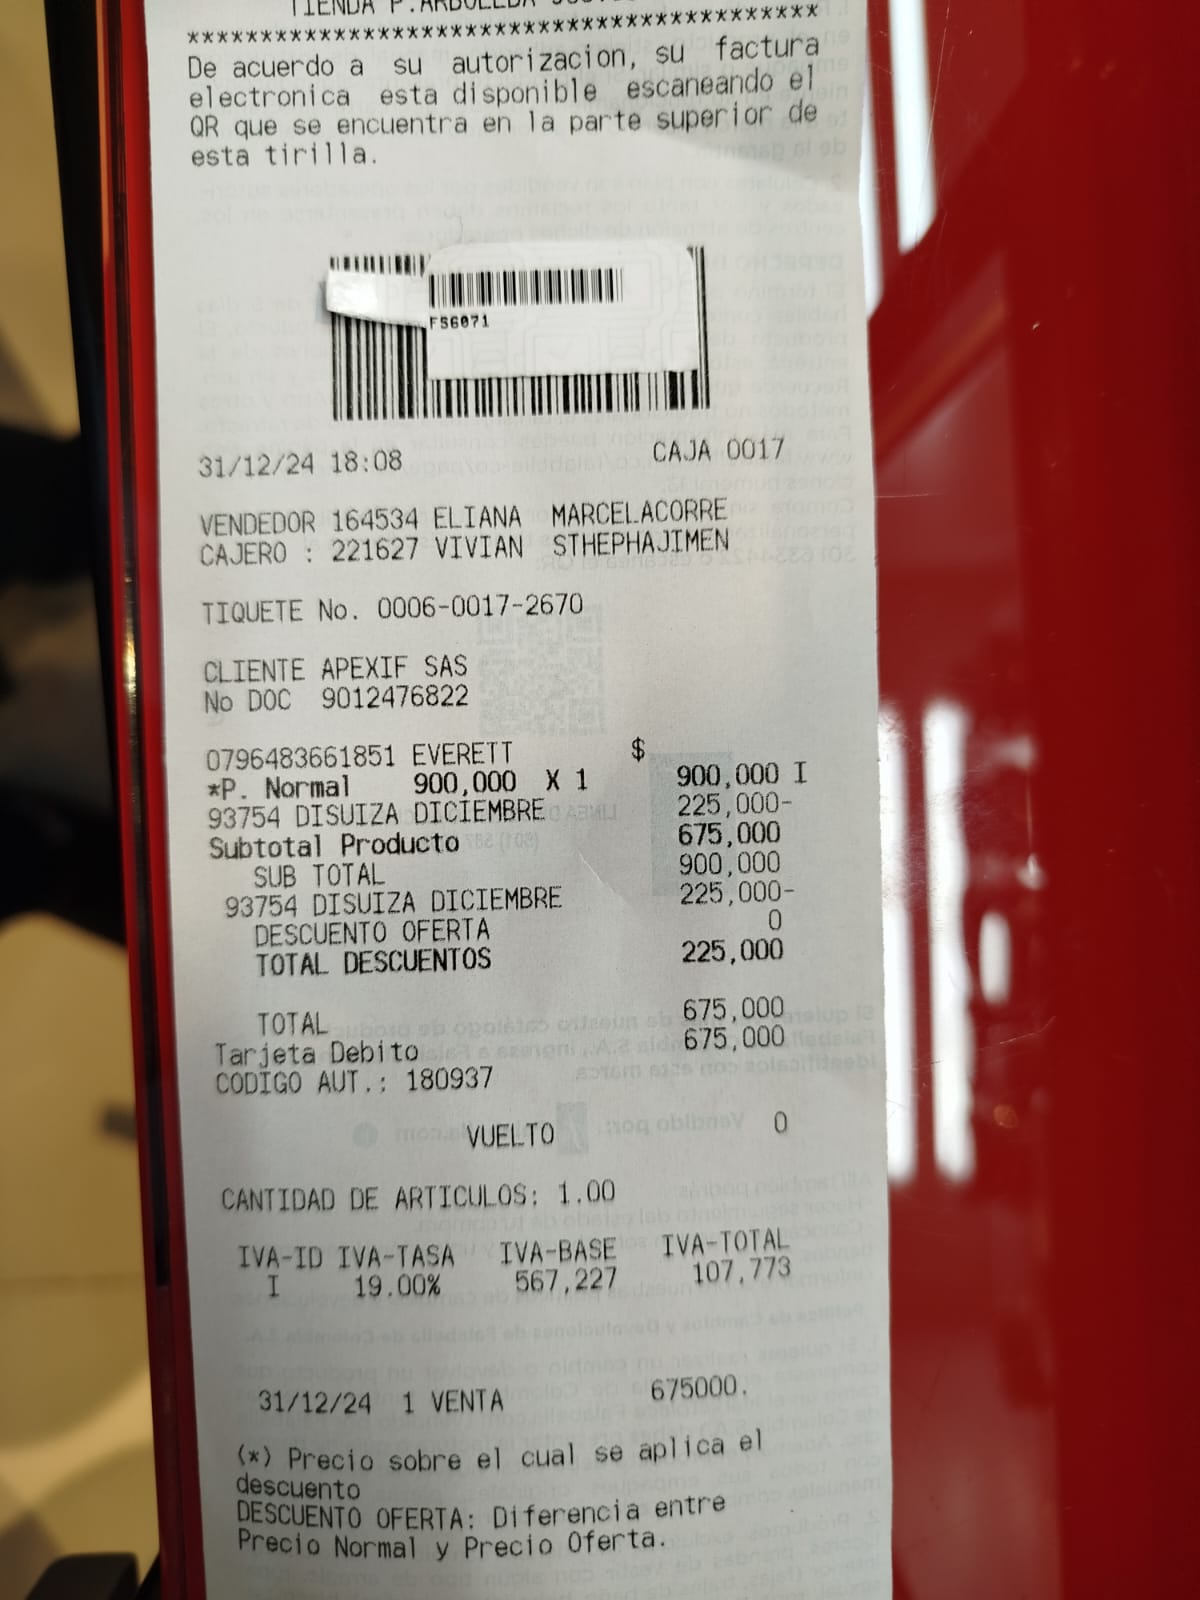 TIENDA P.ARBOLEDA
************************************************
De acuerdo a su autorizacion, su factura
electronica esta disponible escaneando el
QR que se encuentra en la parte superior de
esta tirilla.
FS6071
31/12/24 18:08 CAJA 0017
VENDEDOR 164534 ELIANA MARCELACORRE
CAJERO : 221627 VIVIAN STHEPHAJIMEN
TIQUETE No. 0006-0017-2670
CLIENTE APEXIF SAS
No DOC 9012476822
0796483661851 EVERETT $
*P. Normal 900,000 X 1 900,000 I
93754 DISUIZA DICIEMBRE 225,000-
Subtotal Producto 675,000
SUB TOTAL 900,000
93754 DISUIZA DICIEMBRE 225,000-
DESCUENTO OFERTA 0
TOTAL DESCUENTOS 225,000
TOTAL 675,000
Tarjeta Debito 675,000
CODIGO AUT.: 180937
VUELTO 0
CANTIDAD DE ARTICULOS: 1.00
IVA-ID IVA-TASA IVA-BASE IVA-TOTAL
I 19.00% 567,227 107,773
31/12/24 1 VENTA 675000.
(*) Precio sobre el cual se aplica el
descuento
DESCUENTO OFERTA: Diferencia entre
Precio Normal y Precio Oferta.